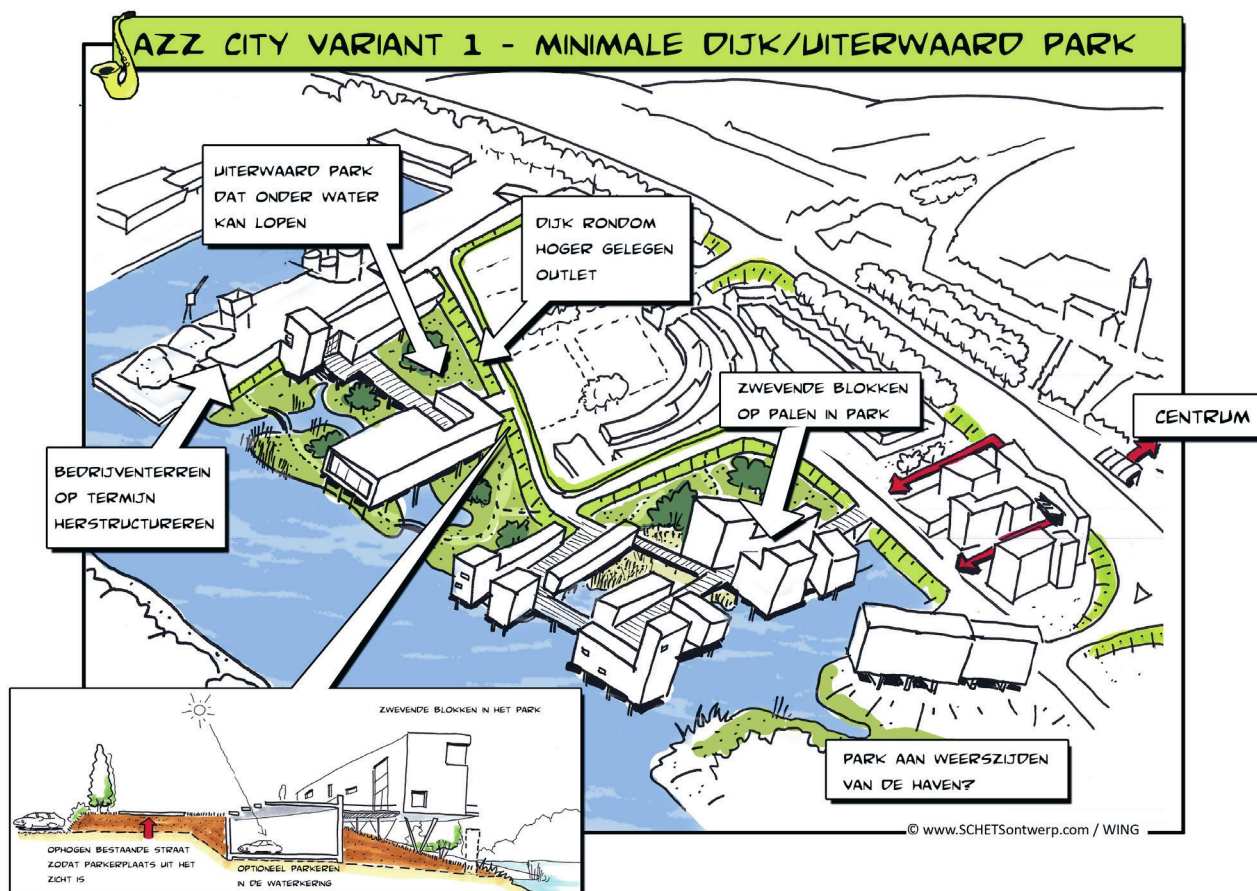 AZZ CITY VARIANT 1 - MINIMALE DIJK/UITERWAARD PARK
UITERWAARD PARK
DAT ONDER WATER
KAN LOPEN
DIJK RONDOM
HOGER GELEGEN
OUTLET
ZWEVENDE BLOKKEN
OP PALEN IN PARK
CENTRUM
BEDRIJVENTERREIN
OP TERMIJN
HERSTRUCTUREREN
ZWEVENDE BLOKKEN IN HET PARK
PARK AAN WEERSZIJDEN
VAN DE HAVEN?
OPHOGEN BESTAANDE STRAAT
ZODAT PARKERPLAATS UIT HET
ZICHT IS
OPTIONEEL PARKEREN
IN DE WATERKERING
© www.SCHETSontwerp.com / WING